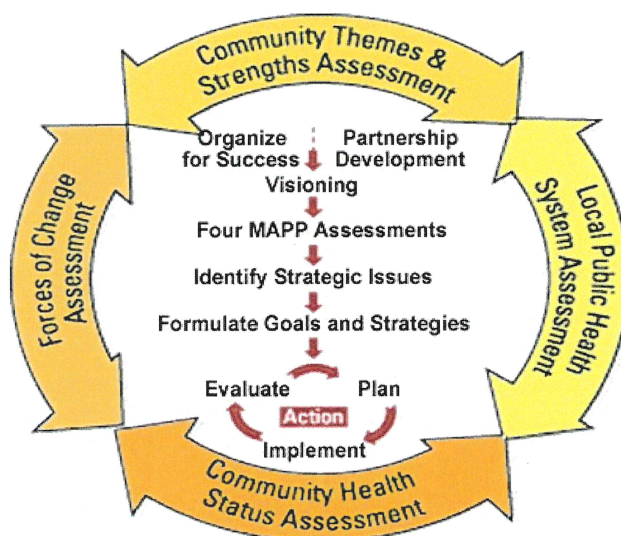 Community Themes &
Strengths Assessment
Organize
for Success
Partnership
Development
Visioning
Four MAPP Assessments
Identify Strategic Issues
Formulate Goals and Strategies
Evaluate
Plan
Action
Implement
Forces of Change
Assessment
Local Public Health
System Assessment
Community Health
Status Assessment